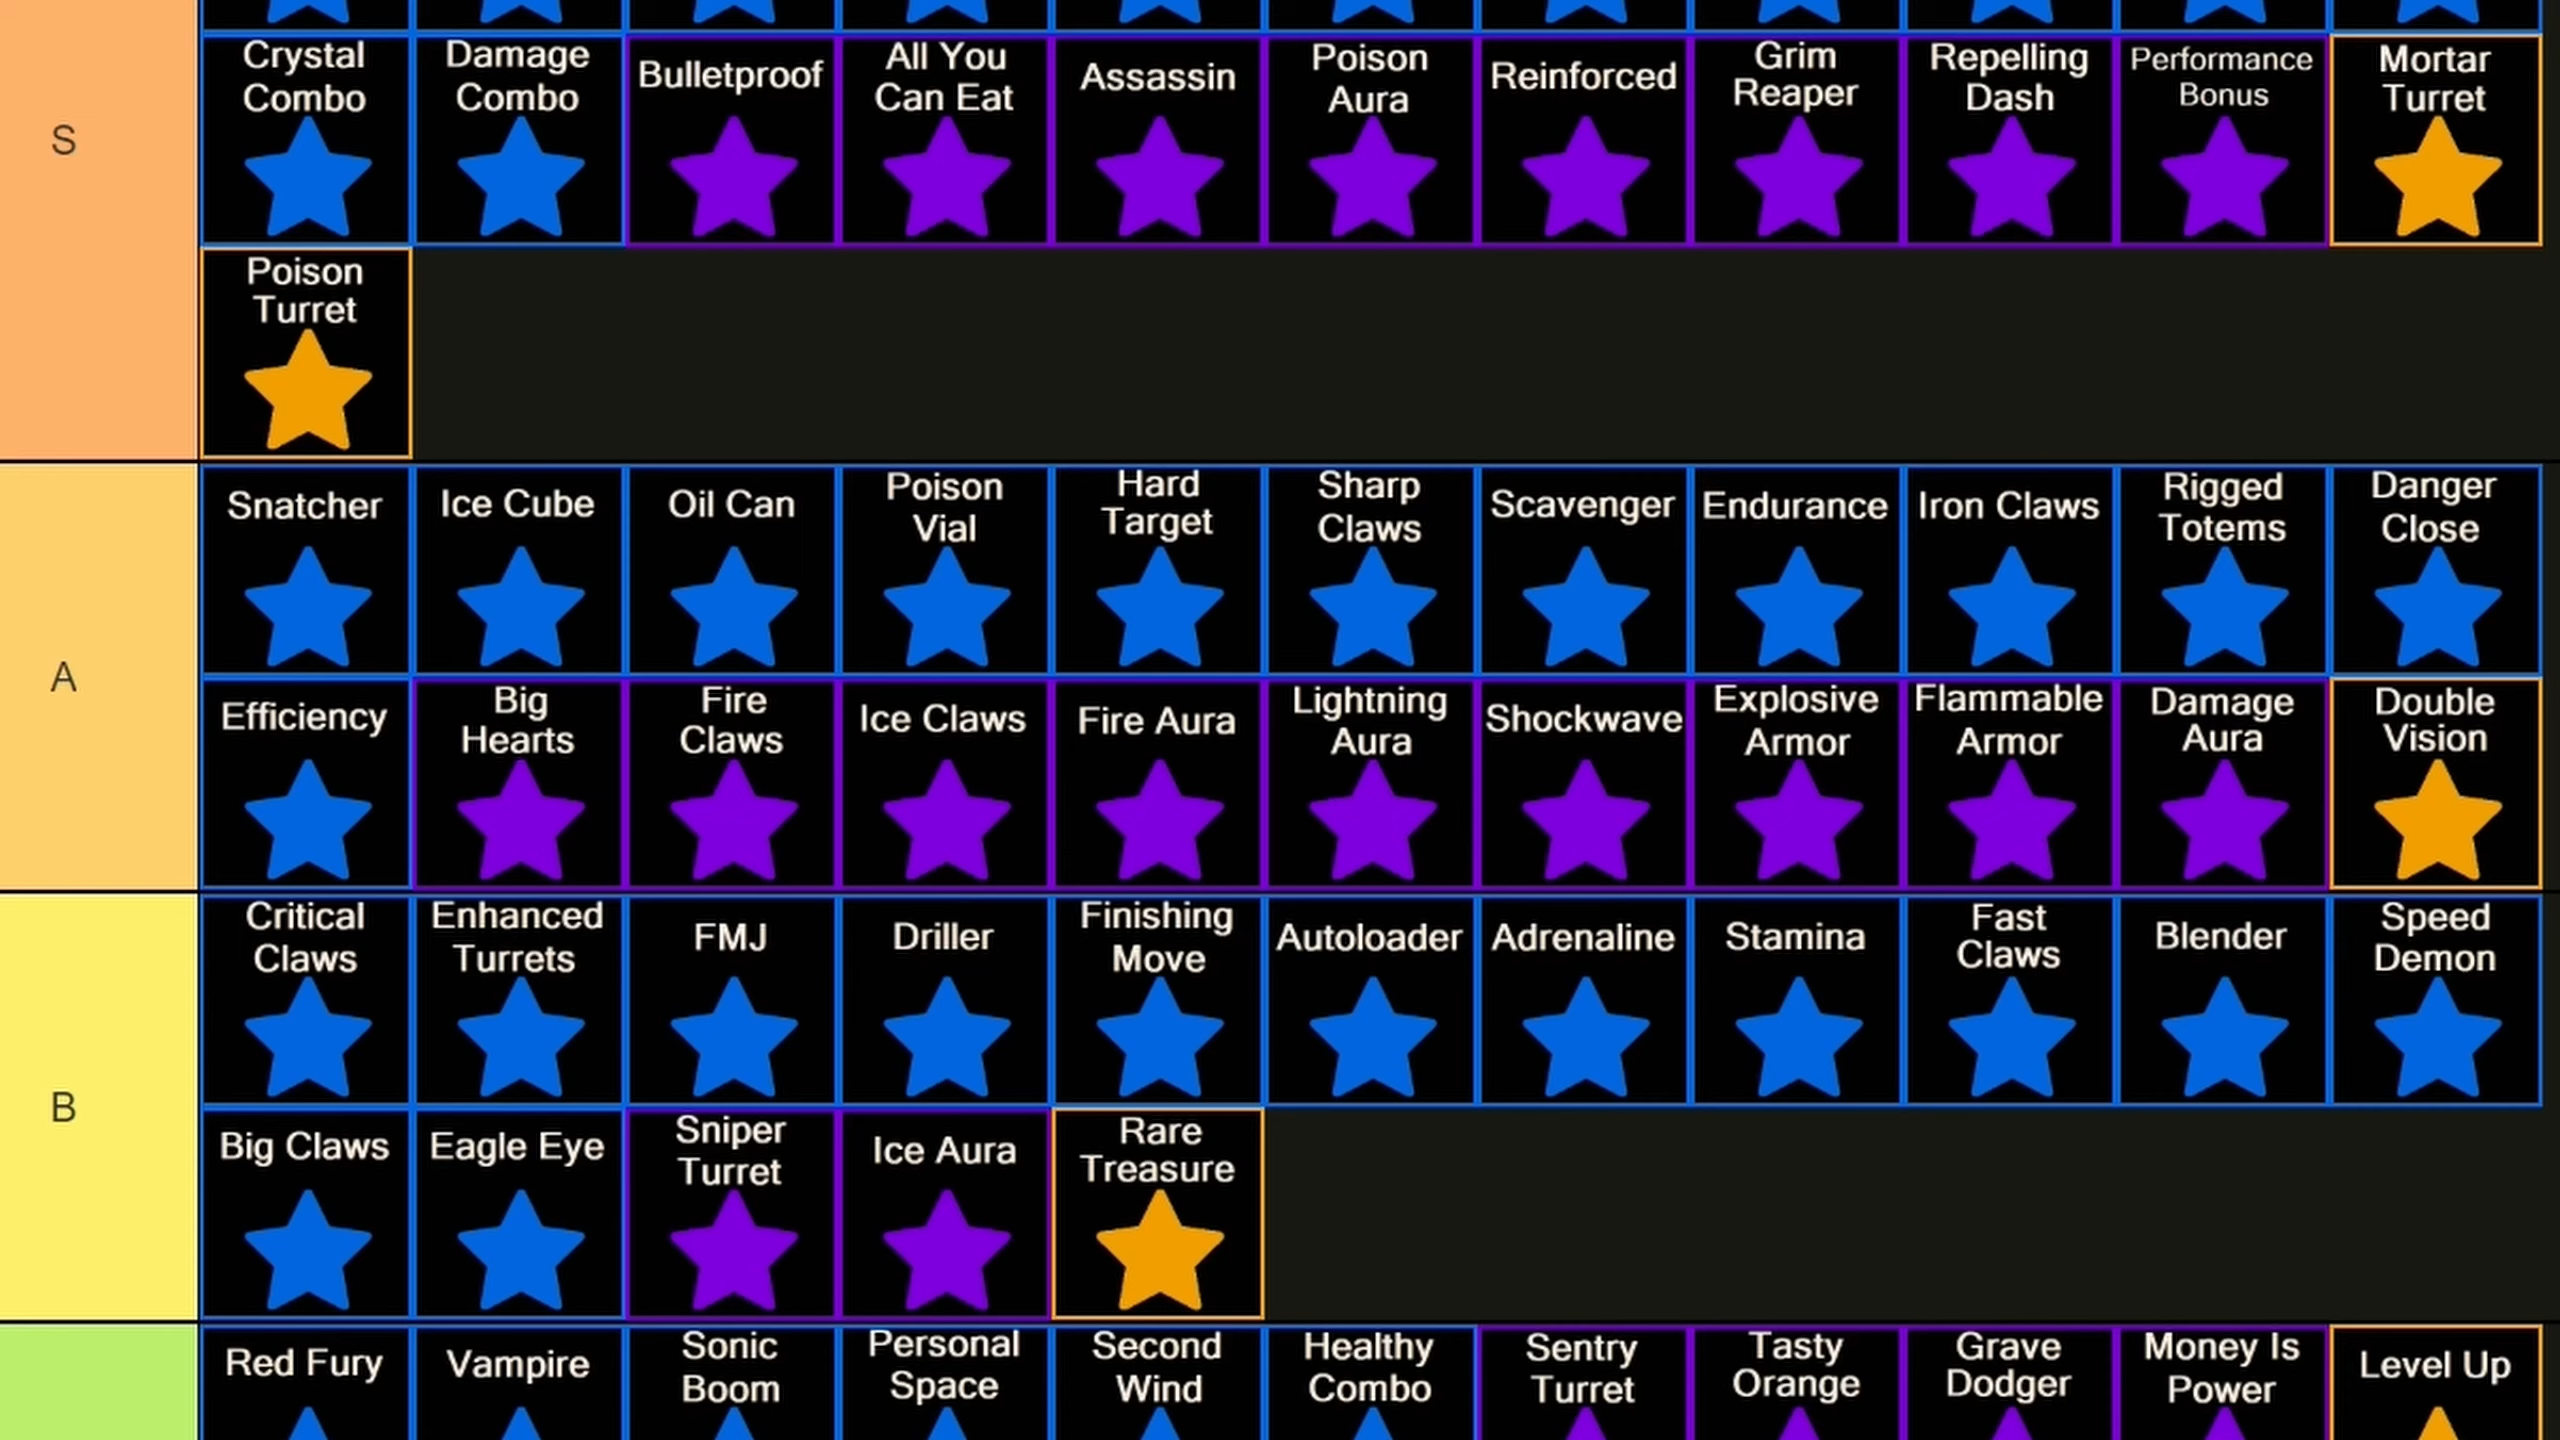 S
Crystal Combo
Damage Combo
Bulletproof
All You Can Eat
Assassin
Poison Aura
Reinforced
Grim Reaper
Repelling Dash
Performance Bonus
Mortar Turret
Poison Turret
A
Snatcher
Ice Cube
Oil Can
Poison Vial
Hard Target
Sharp Claws
Scavenger
Endurance
Iron Claws
Rigged Totems
Danger Close
Efficiency
Big Hearts
Fire Claws
Ice Claws
Fire Aura
Lightning Aura
Shockwave
Explosive Armor
Flammable Armor
Damage Aura
Double Vision
B
Critical Claws
Enhanced Turrets
FMJ
Driller
Finishing Move
Autoloader
Adrenaline
Stamina
Fast Claws
Blender
Speed Demon
Big Claws
Eagle Eye
Sniper Turret
Ice Aura
Rare Treasure
Red Fury
Vampire
Sonic Boom
Personal Space
Second Wind
Healthy Combo
Sentry Turret
Tasty Orange
Grave Dodger
Money Is Power
Level Up